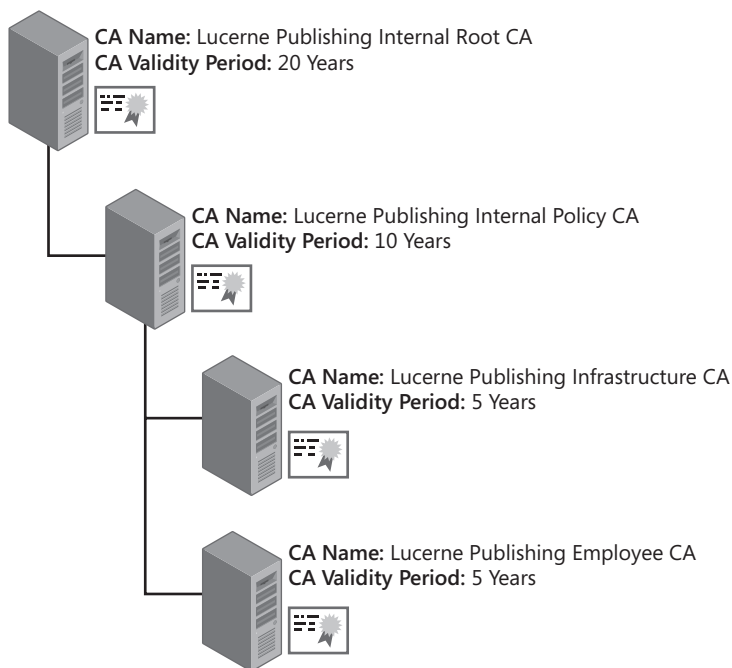 CA Name: Lucerne Publishing Internal Root CA
CA Validity Period: 20 Years
CA Name: Lucerne Publishing Internal Policy CA
CA Validity Period: 10 Years
CA Name: Lucerne Publishing Infrastructure CA
CA Validity Period: 5 Years
CA Name: Lucerne Publishing Employee CA
CA Validity Period: 5 Years